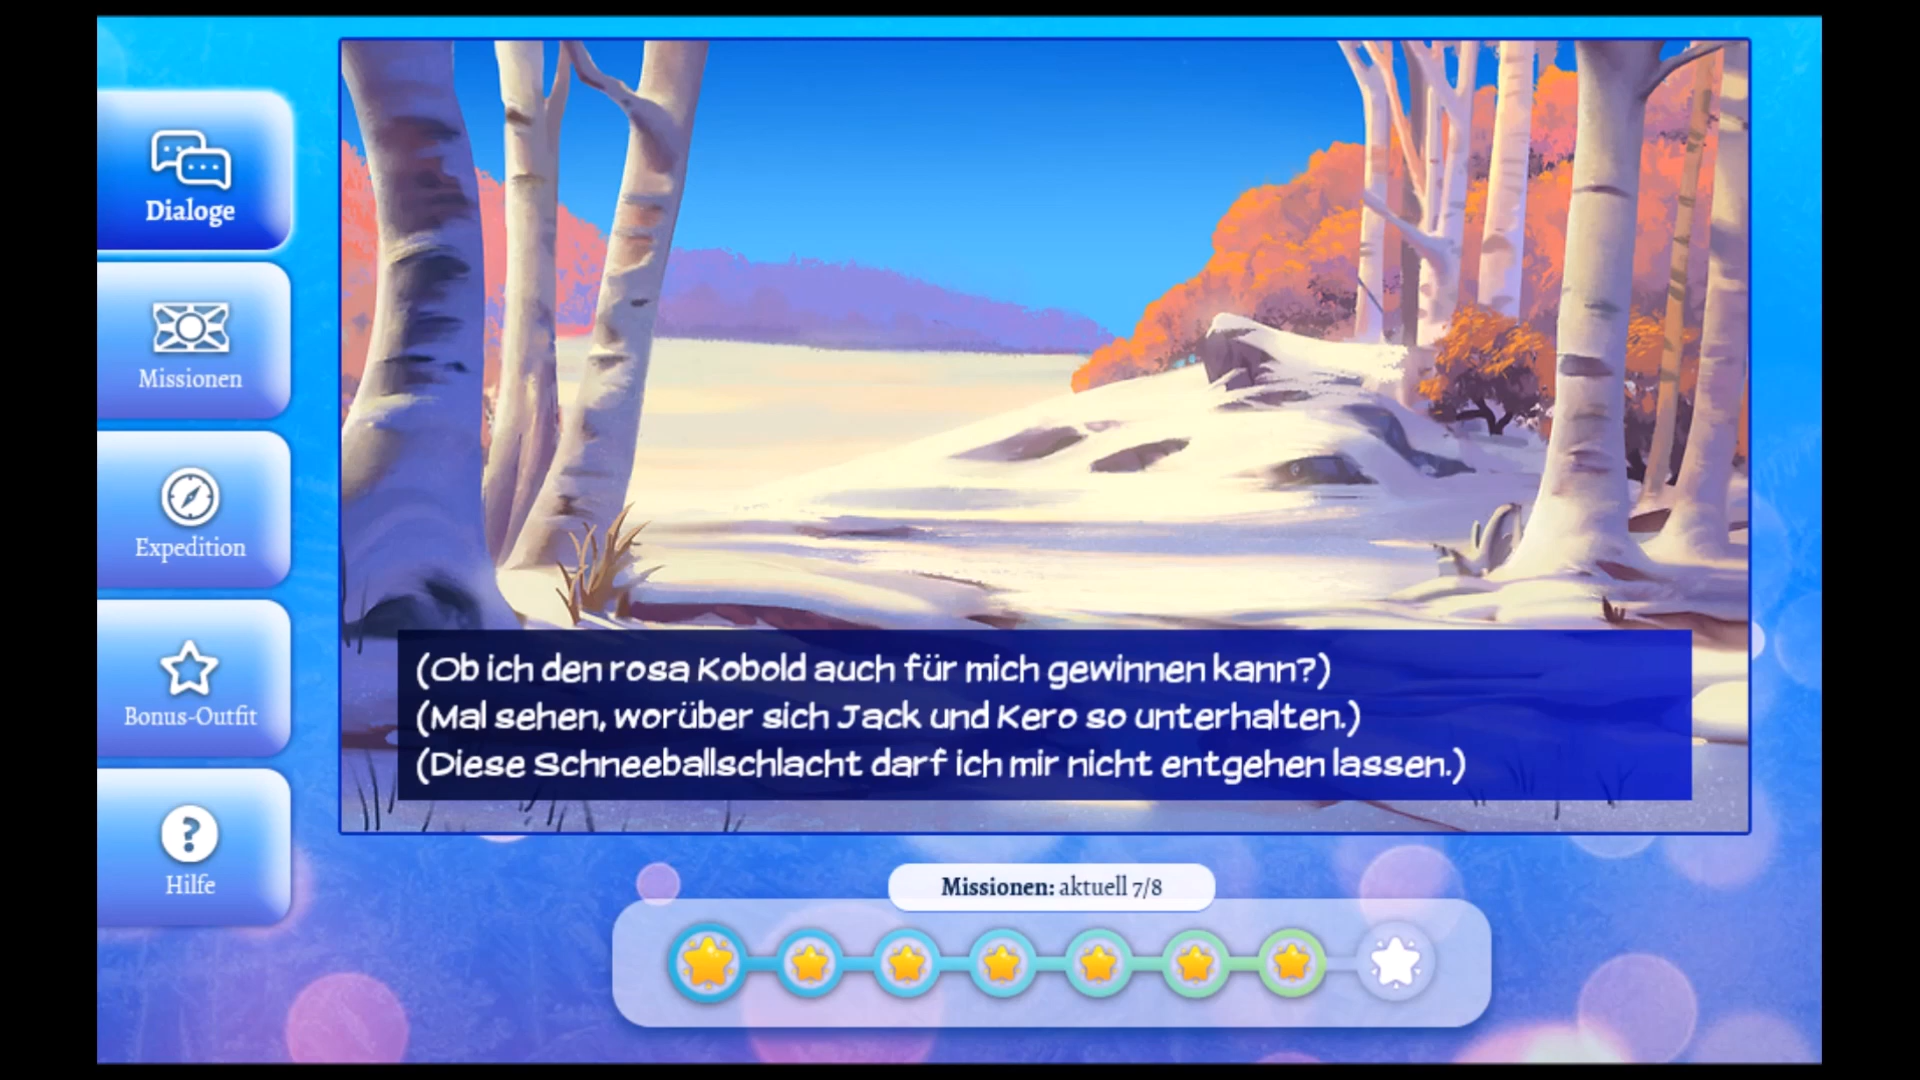 Dialoge
Missionen
Expedition
Bonus-Outfit
Hilfe
(Ob ich den rosa Kobold auch für mich gewinnen kann?)
(Mal sehen, worüber sich Jack und Kero so unterhalten.)
(Diese Schneeballschlacht darf ich mir nicht entgehen lassen.)
Missionen: aktuell 7/8